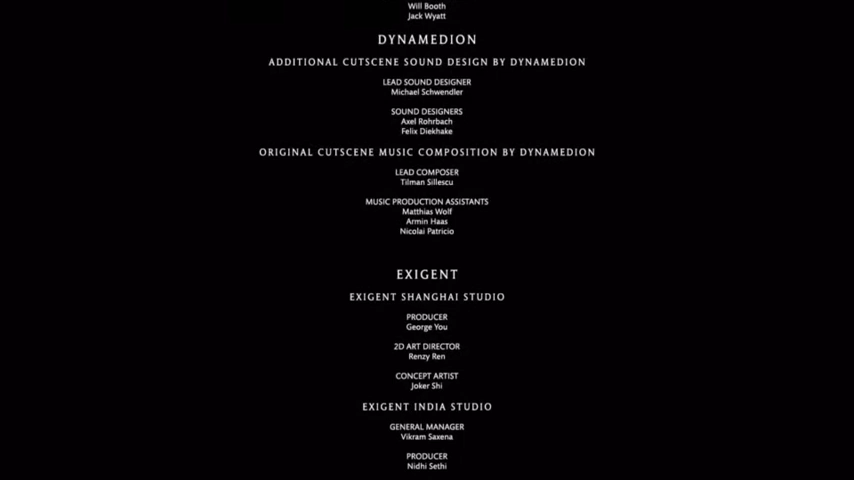 Will Booth
Jack Wyatt
DYNAMEDION
ADDITIONAL CUTSCENE SOUND DESIGN BY DYNAMEDION
LEAD SOUND DESIGNER
Michael Schwendler
SOUND DESIGNERS
Axel Rohrbach
Felix Diekhake
ORIGINAL CUTSCENE MUSIC COMPOSITION BY DYNAMEDION
LEAD COMPOSER
Tilman Sillescu
MUSIC PRODUCTION ASSISTANTS
Matthias Wolf
Armin Haas
Nicolai Patricio
EXIGENT
EXIGENT SHANGHAI STUDIO
PRODUCER
George You
2D ART DIRECTOR
Renzy Ren
CONCEPT ARTIST
Joker Shi
EXIGENT INDIA STUDIO
GENERAL MANAGER
Vikram Saxena
PRODUCER
Nidhi Sethi